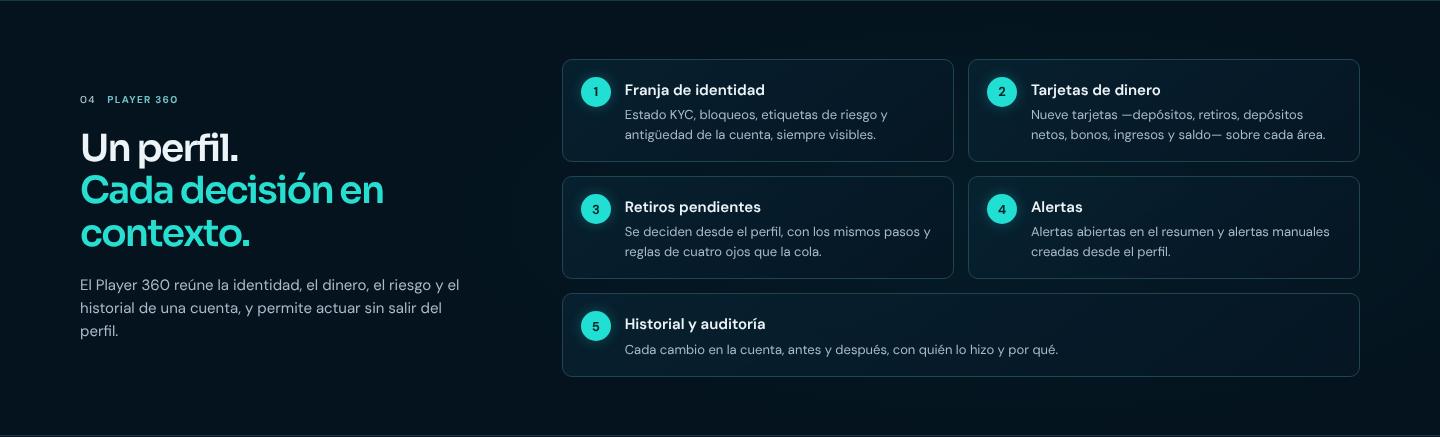 04 PLAYER 360
Un perfil.
Cada decisión en
contexto.
El Player 360 reúne la identidad, el dinero, el riesgo y el
historial de una cuenta, y permite actuar sin salir del
perfil.
1
Franja de identidad
Estado KYC, bloqueos, etiquetas de riesgo y
antigüedad de la cuenta, siempre visibles.
2
Tarjetas de dinero
Nueve tarjetas —depósitos, retiros, depósitos
netos, bonos, ingresos y saldo— sobre cada área.
3
Retiros pendientes
Se deciden desde el perfil, con los mismos pasos y
reglas de cuatro ojos que la cola.
4
Alertas
Alertas abiertas en el resumen y alertas manuales
creadas desde el perfil.
5
Historial y auditoría
Cada cambio en la cuenta, antes y después, con quién lo hizo y por qué.